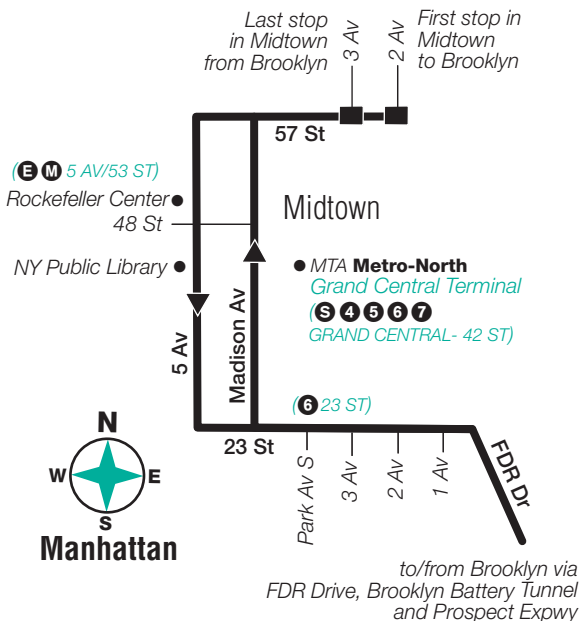 Last stop
in Midtown
from Brooklyn
3 Av
2 Av
First stop in
Midtown
to Brooklyn
57 St
(E M 5 AV/53 ST)
Rockefeller Center
48 St
Midtown
NY Public Library
MTA Metro-North
Grand Central Terminal
(S 4 5 6 7
GRAND CENTRAL- 42 ST)
5 Av
Madison Av
(6 23 ST)
23 St
Park Av S
3 Av
2 Av
1 Av
FDR Dr
N
W
E
S
Manhattan
to/from Brooklyn via
FDR Drive, Brooklyn Battery Tunnel
and Prospect Expwy